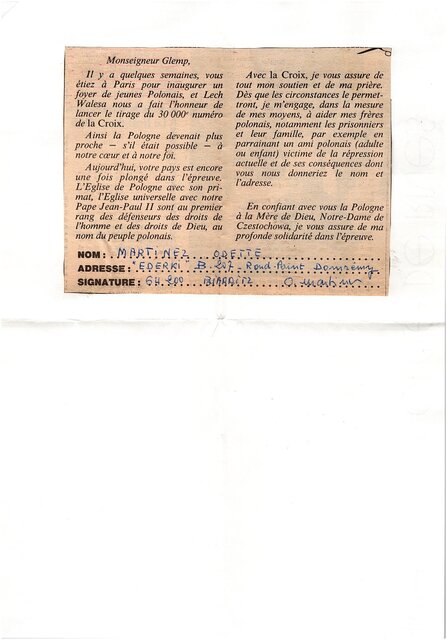 Monseigneur Glemp,
Il y a quelques semaines, vous
étiez à Paris pour inaugurer un
foyer de jeunes Polonais, et Lech
Walesa nous a fait l'honneur de
lancer le tirage du 30 000e numéro
de la Croix.
Ainsi la Pologne devenait plus
proche — s'il était possible — à
notre cœur et à notre foi.
Aujourd'hui, votre pays est encore
une fois plongé dans l'épreuve.
L'Eglise de Pologne avec son pri-
mat, l'Eglise universelle avec notre
Pape Jean-Paul II sont au premier
rang des défenseurs des droits de
l'homme et des droits de Dieu, au
nom du peuple polonais.
Avec la Croix, je vous assure de
tout mon soutien et de ma prière.
Dès que les circonstances le permet-
tront, je m'engage, dans la mesure
de mes moyens, à aider mes frères
polonais, notamment les prisonniers
et leur famille, par exemple en
parrainant un ami polonais (adulte
ou enfant) victime de la répression
actuelle et de ses conséquences dont
vous nous donneriez le nom et
l'adresse.
En confiant avec vous la Pologne
à la Mère de Dieu, Notre-Dame de
Czestochowa, je vous assure de ma
profonde solidarité dans l'épreuve.
NOM : MARTINEZ ODETTE
ADRESSE : "EDERKI" B. 207 - Rond-Point Domremy
SIGNATURE : 64.200 BIARRITZ O. Martinez